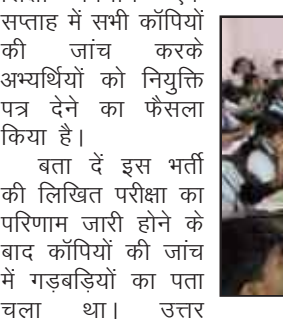 सप्ताह में सभी कॉपियों
की जांच करके
अभ्यर्थियों को नियुक्ति
पत्र देने का फैसला
किया है।
बता दें इस भर्ती
की लिखित परीक्षा का
परिणाम जारी होने के
बाद कॉपियों की जांच
में गड़बड़ियों का पता
चला था। उत्तर